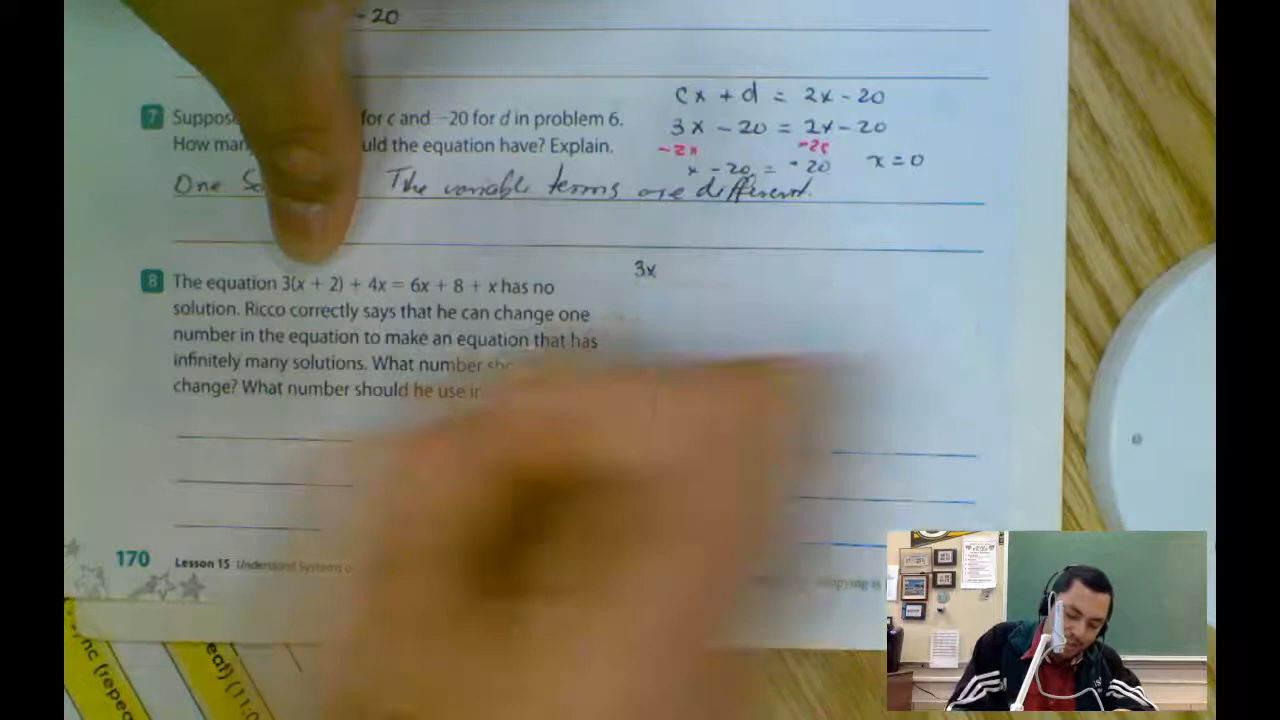 -20
7 Suppos for c and −20 for d in problem 6.
How man uld the equation have? Explain.
cx + d = 2x - 20
3x - 20 = 2x - 20
-2x -2x
x - 20 = -20 x = 0
One The variable terms are different.
8 The equation 3(x + 2) + 4x = 6x + 8 + x has no
solution. Ricco correctly says that he can change one
number in the equation to make an equation that has
infinitely many solutions. What number
change? What number should he use
3x
170 Lesson 15 Understand Systems